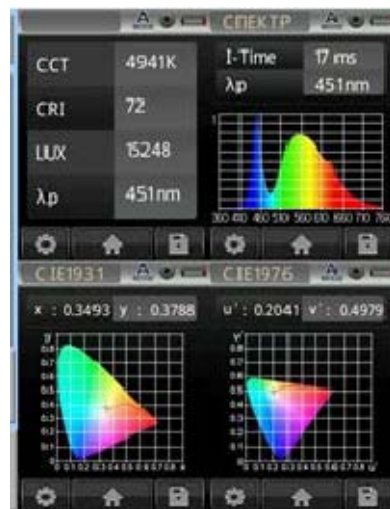 A
A СПЕКТР
CCT 4941K
CRI 72
LUX 15248
λp 451nm
I-Time 17 ms
λp 451nm
1
CIE1931 A
x : 0.3493 y : 0.3788
y
x
CIE1976 A
u' : 0.2041 v' : 0.4979
v'
u'